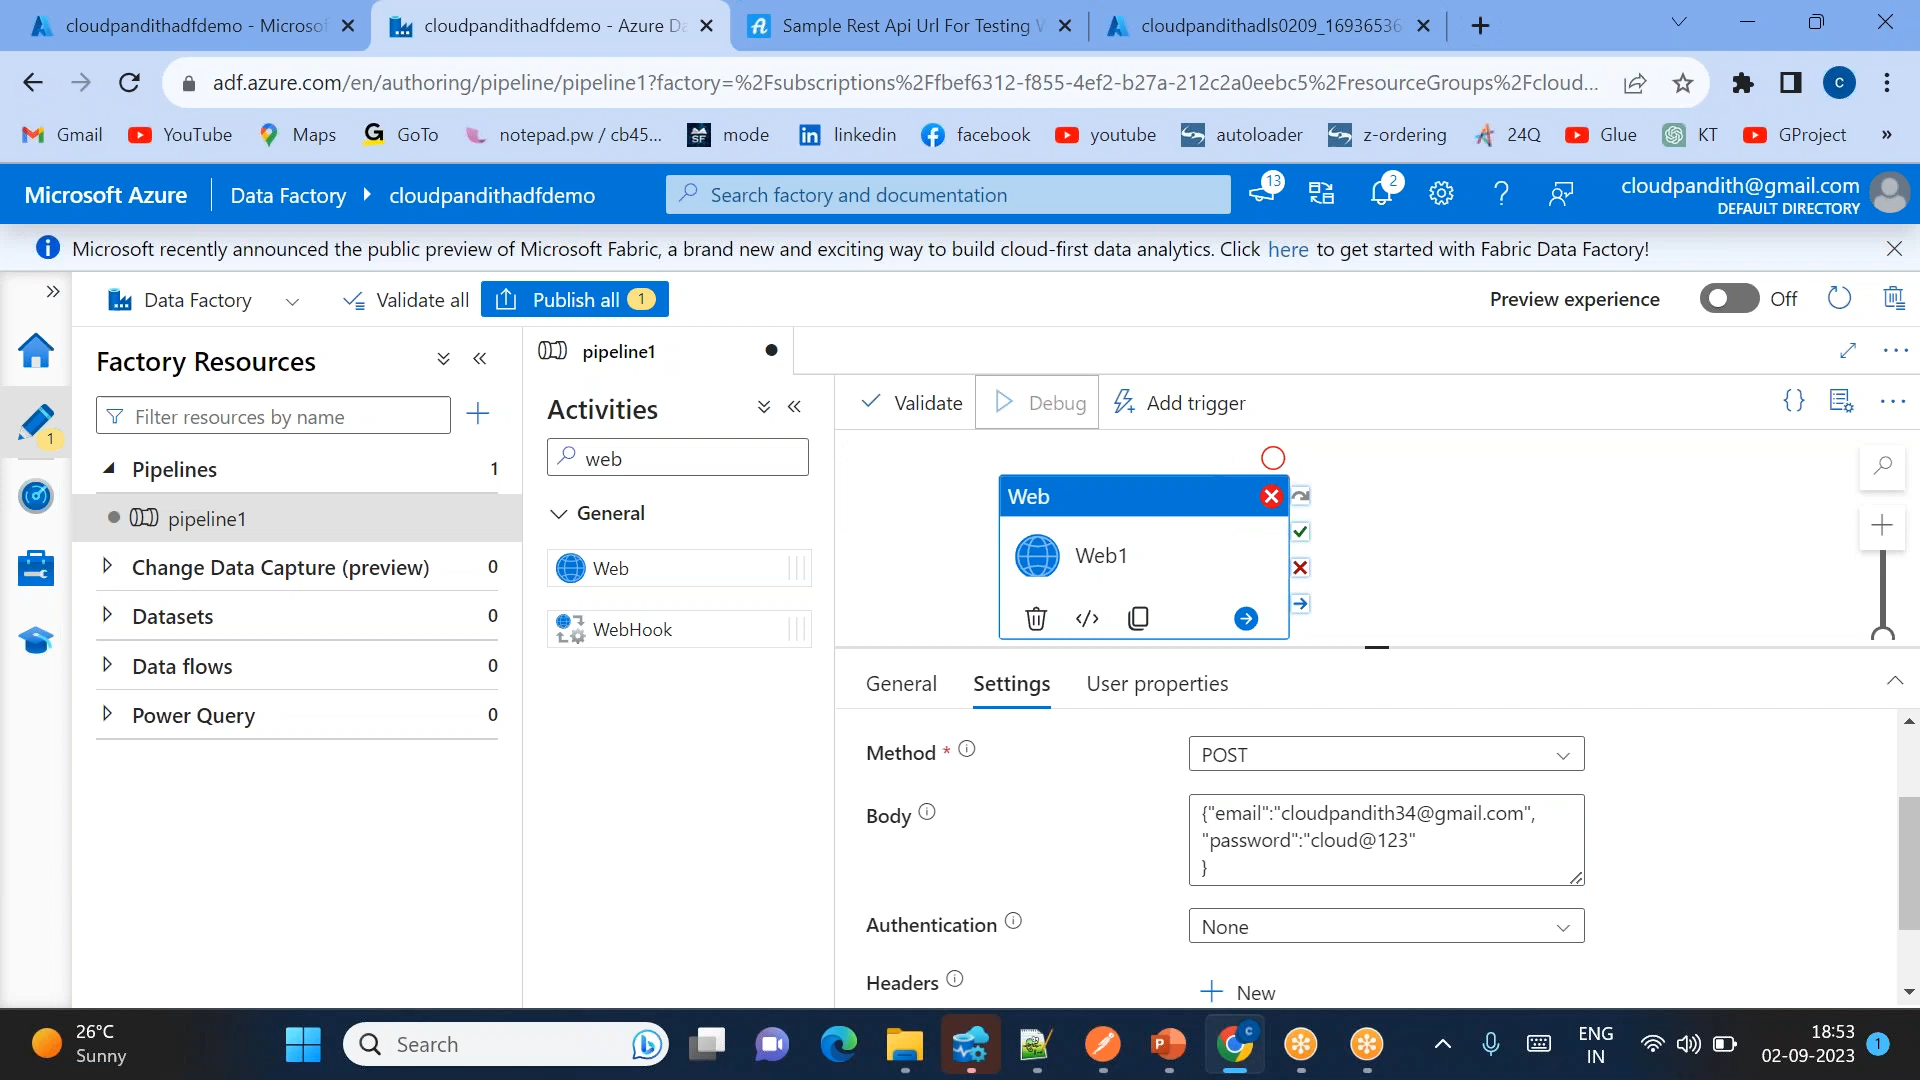 cloudpandithadfdemo - Microsof
cloudpandithadfdemo - Azure Da
Sample Rest Api Url For Testing W
cloudpandithadls0209_16936536
adf.azure.com/en/authoring/pipeline/pipeline1?factory=%2Fsubscriptions%2Ffbef6312-f855-4ef2-b27a-212c2a0eebc5%2FresourceGroups%2Fcloud...
C
Gmail
YouTube
Maps
GoTo
notepad.pw / cb45...
mode
linkedin
facebook
youtube
autoloader
z-ordering
24Q
Glue
KT
GProject
»
Microsoft Azure
Data Factory
cloudpandithadfdemo
Search factory and documentation
13
2
cloudpandith@gmail.com
DEFAULT DIRECTORY
Microsoft recently announced the public preview of Microsoft Fabric, a brand new and exciting way to build cloud-first data analytics. Click here to get started with Fabric Data Factory!
Data Factory
Validate all
Publish all 1
Preview experience
Off
Factory Resources
pipeline1
Filter resources by name
1
Pipelines 1
pipeline1
Change Data Capture (preview) 0
Datasets 0
Data flows 0
Power Query 0
Activities
web
General
Web
WebHook
Validate
Debug
Add trigger
{}
Web
Web1
</>
General
Settings
User properties
Method *
POST
Body
{"email":"cloudpandith34@gmail.com",
"password":"cloud@123"
}
Authentication
None
Headers
New
26°C
Sunny
Search
ENG
IN
18:53
02-09-2023
1